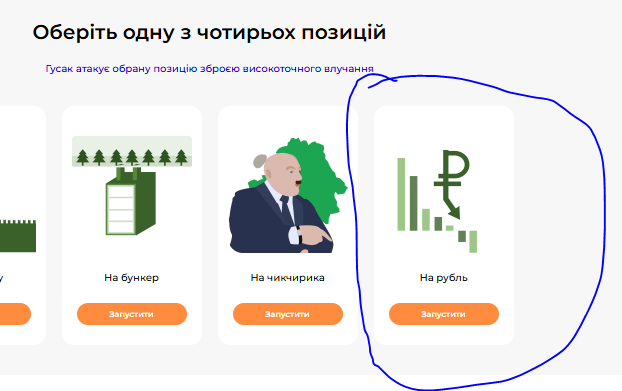 Оберіть одну з чотирьох позицій
Гусак атакує обрану позицію зброєю високоточного влучання
На бункер
На чикчирика
На рубль
Запустити
Запустити
Запустити